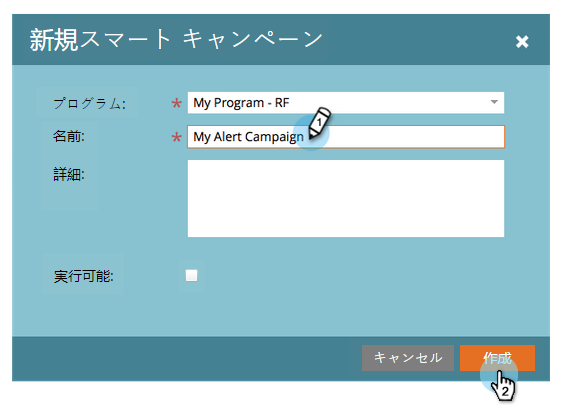 新規スマート キャンペーン
プログラム: * My Program - RF
名前: * My Alert Campaign
1
詳細:
実行可能:
キャンセル 作成
2